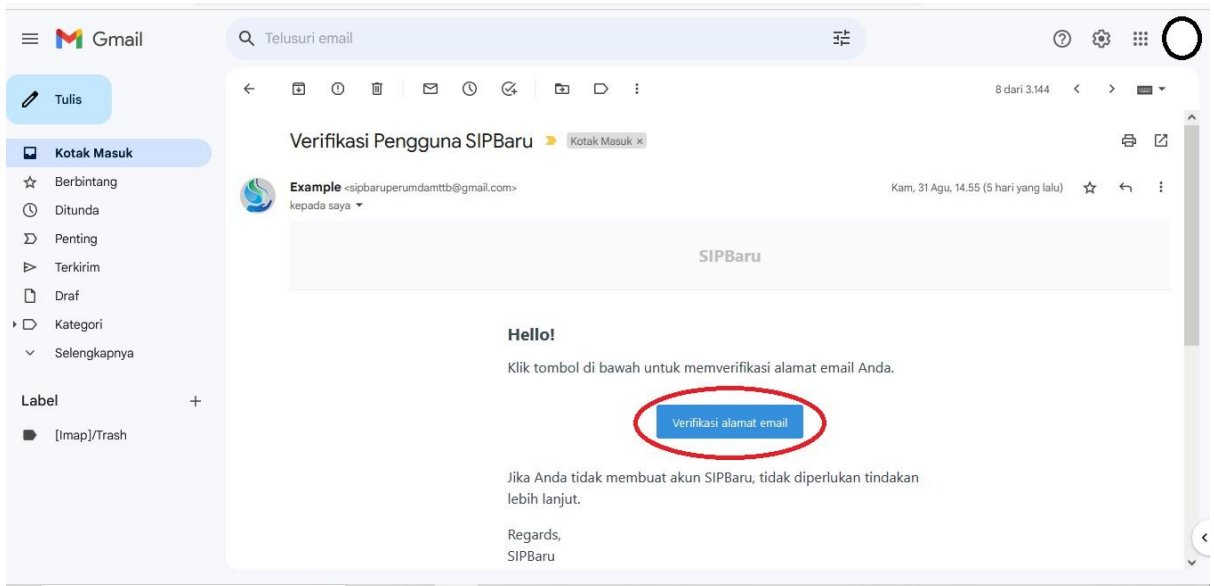 Gmail
Telusuri email
Tulis
8 dari 3.144
Kotak Masuk
Berbintang
Ditunda
Penting
Terkirim
Draf
Kategori
Selengkapnya
Label
[Imap]/Trash
Verifikasi Pengguna SIPBaru Kotak Masuk ×
Example <sipbaruperumdamttb@gmail.com> Kam, 31 Agu, 14.55 (5 hari yang lalu)
kepada saya
SIPBaru
Hello!
Klik tombol di bawah untuk memverifikasi alamat email Anda.
Verifikasi alamat email
Jika Anda tidak membuat akun SIPBaru, tidak diperlukan tindakan
lebih lanjut.
Regards,
SIPBaru